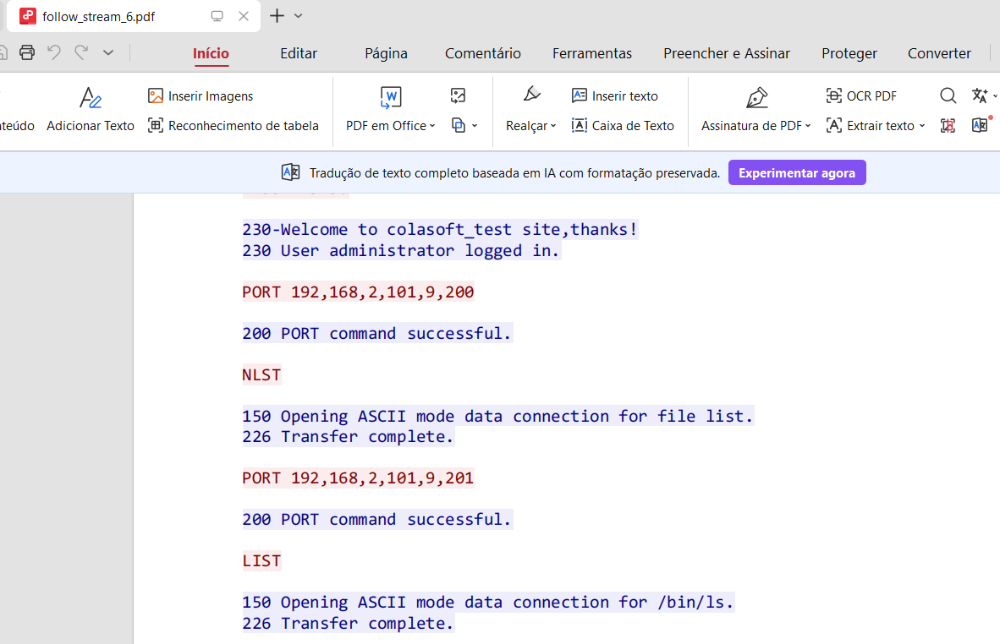 follow_stream_6.pdf
Início Editar Página Comentário Ferramentas Preencher e Assinar Proteger Converter
Inserir Imagens
Inserir texto
OCR PDF
Adicionar Texto
Reconhecimento de tabela
PDF em Office
Realçar
Caixa de Texto
Assinatura de PDF
Extrair texto
Tradução de texto completo baseada em IA com formatação preservada. Experimentar agora
230-Welcome to colasoft_test site,thanks!
230 User administrator logged in.
PORT 192,168,2,101,9,200
200 PORT command successful.
NLST
150 Opening ASCII mode data connection for file list.
226 Transfer complete.
PORT 192,168,2,101,9,201
200 PORT command successful.
LIST
150 Opening ASCII mode data connection for /bin/ls.
226 Transfer complete.